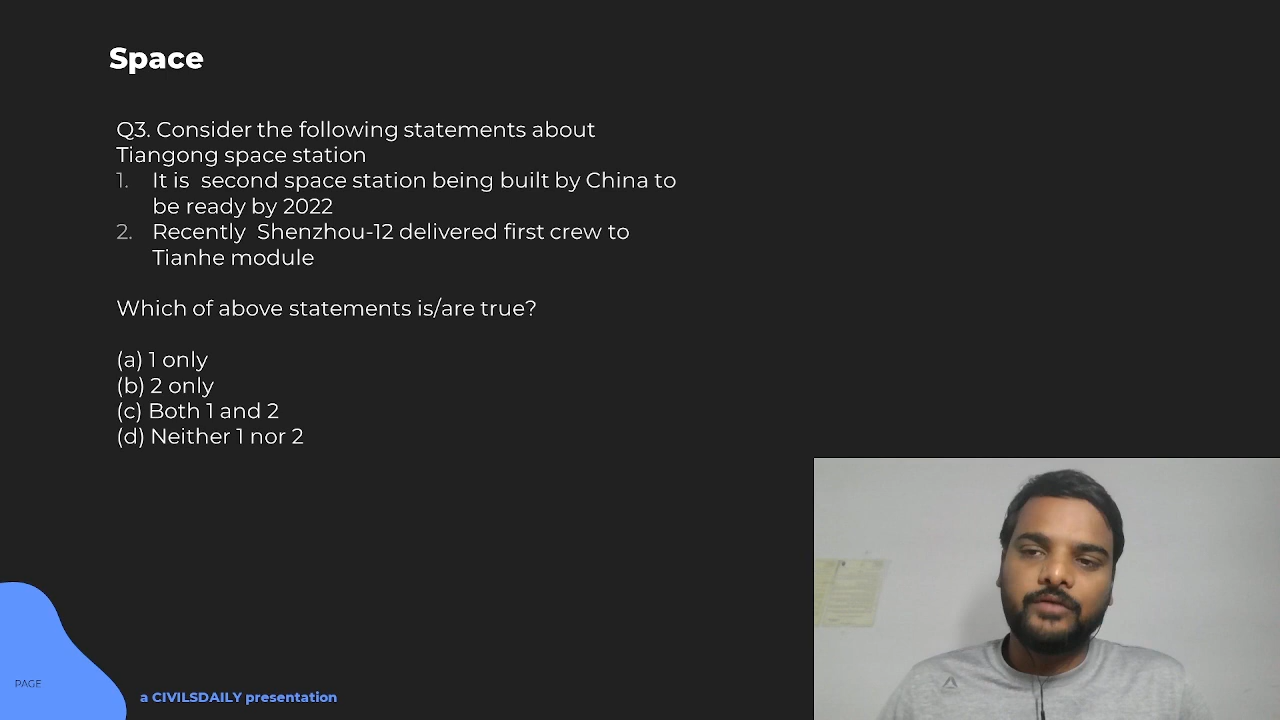 Space
Q3. Consider the following statements about
Tiangong space station
1. It is second space station being built by China to
be ready by 2022
2. Recently Shenzhou-12 delivered first crew to
Tianhe module
Which of above statements is/are true?
(a) 1 only
(b) 2 only
(c) Both 1 and 2
(d) Neither 1 nor 2
PAGE
a CIVILSDAILY presentation